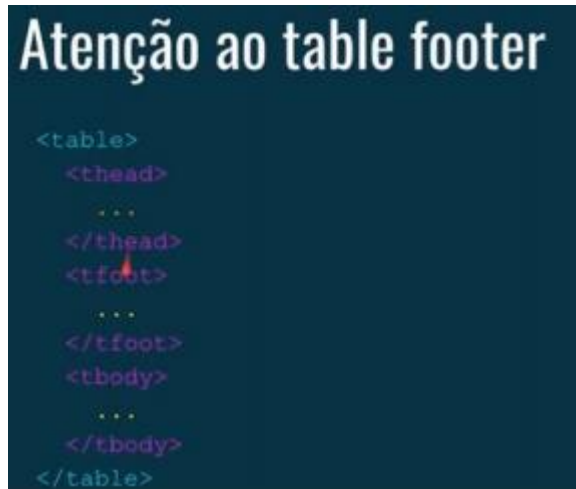 Atenção ao table footer
<table>
<thead>
...
</thead>
<tfoot>
...
</tfoot>
<tbody>
...
</tbody>
</table>